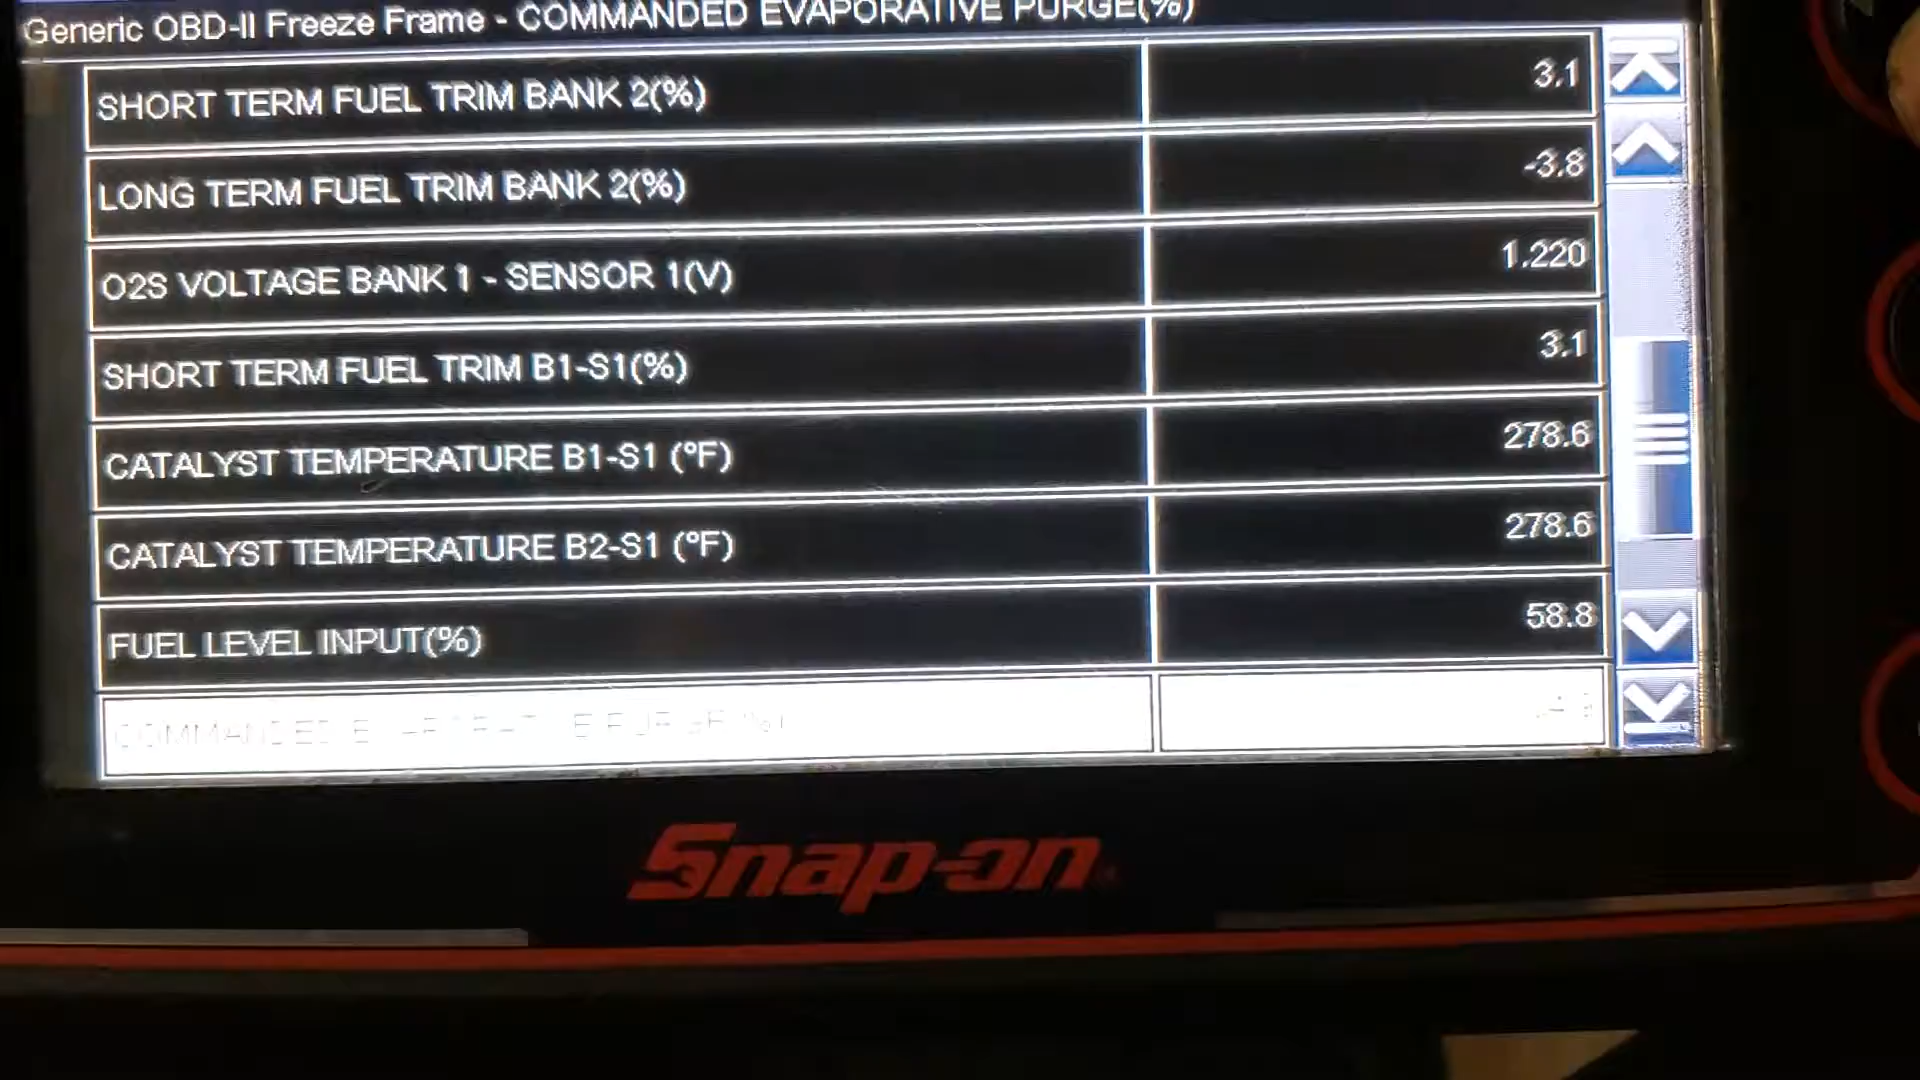 Generic OBD-II Freeze Frame - COMMANDED EVAPORATIVE PURGE(%)
SHORT TERM FUEL TRIM BANK 2(%) 3.1
LONG TERM FUEL TRIM BANK 2(%) -3.8
O2S VOLTAGE BANK 1 - SENSOR 1(V) 1.220
SHORT TERM FUEL TRIM B1-S1(%) 3.1
CATALYST TEMPERATURE B1-S1 (°F) 278.6
CATALYST TEMPERATURE B2-S1 (°F) 278.6
FUEL LEVEL INPUT(%) 58.8
COMMANDED
Snap-on